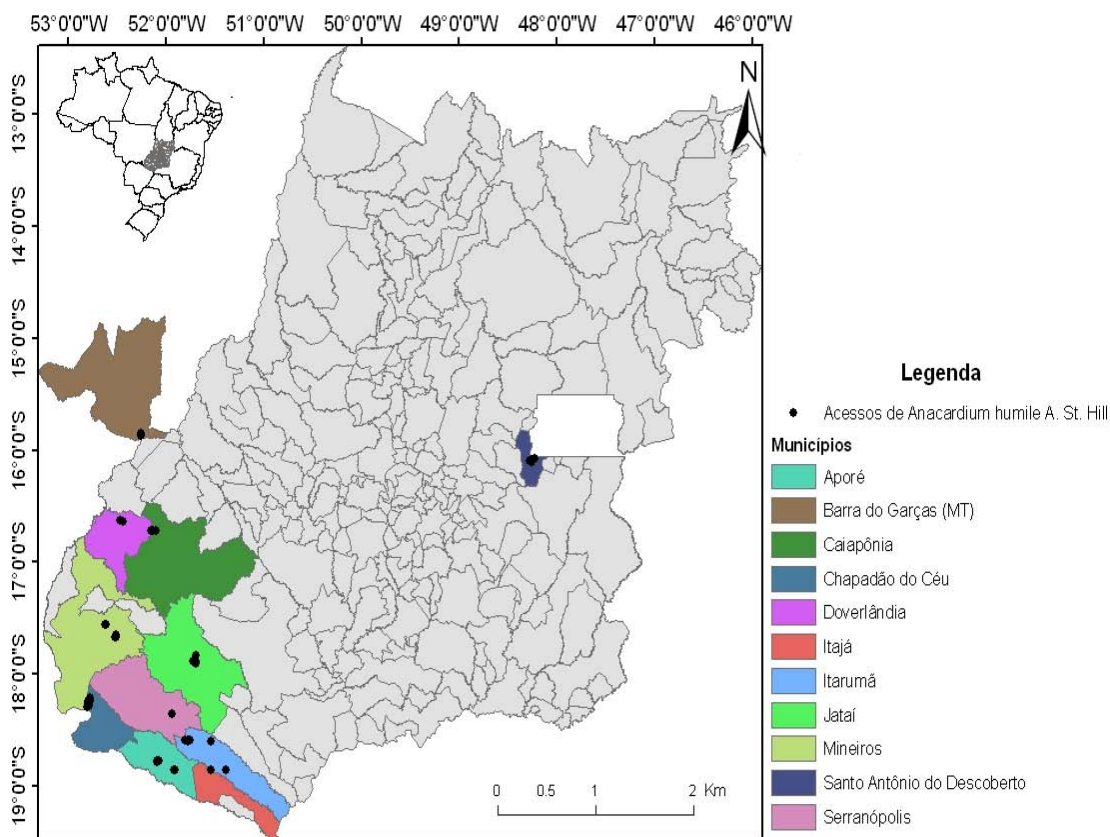 53°0'0"W 52°0'0"W 51°0'0"W 50°0'0"W 49°0'0"W 48°0'0"W 47°0'0"W 46°0'0"W
N
13°0'0"S
14°0'0"S
15°0'0"S
16°0'0"S
17°0'0"S
18°0'0"S
19°0'0"S
0 0.5 1 2 Km
Legenda
Acessos de Anacardium humile A. St. Hill
Municípios
Aporé
Barra do Garças (MT)
Caiapônia
Chapadão do Céu
Doverlândia
Itajá
Itarumã
Jataí
Mineiros
Santo Antônio do Descoberto
Serranópolis